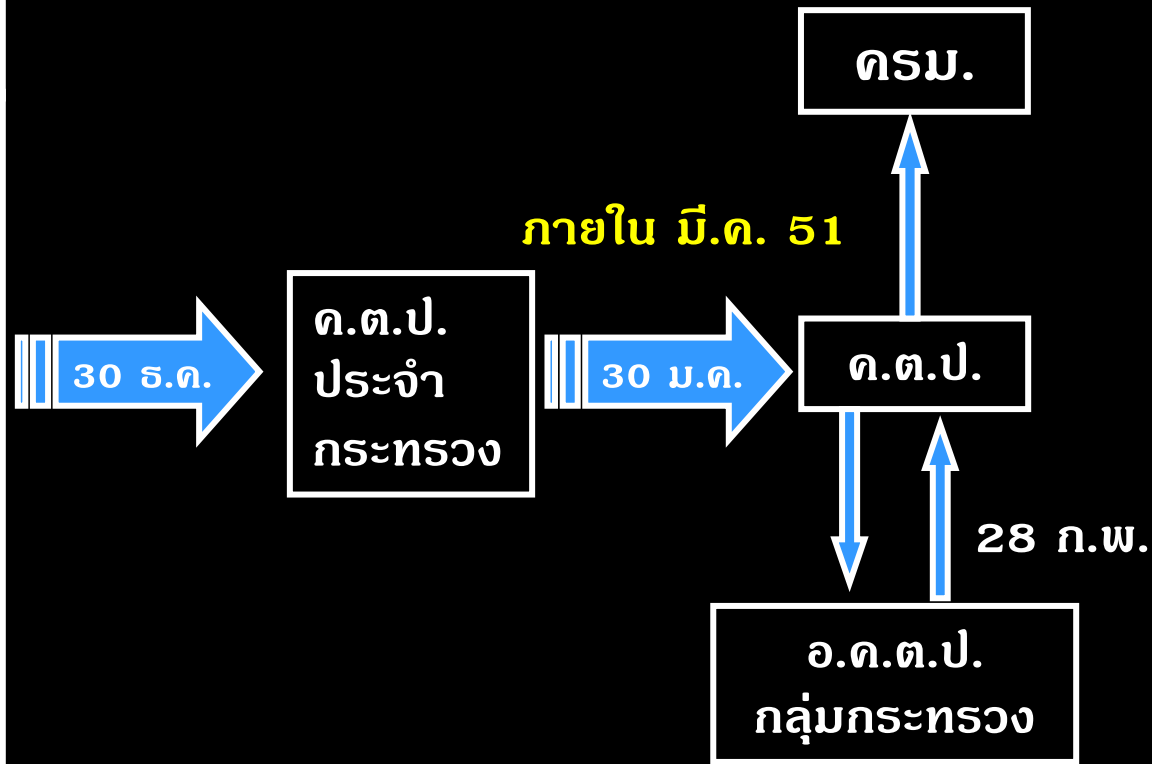 ครม.
ภายใน มี.ค. 51
30 ธ.ค.
ค.ต.ป.
ประจำ
กระทรวง
30 ม.ค.
ค.ต.ป.
28 ก.พ.
อ.ค.ต.ป.
กลุ่มกระทรวง